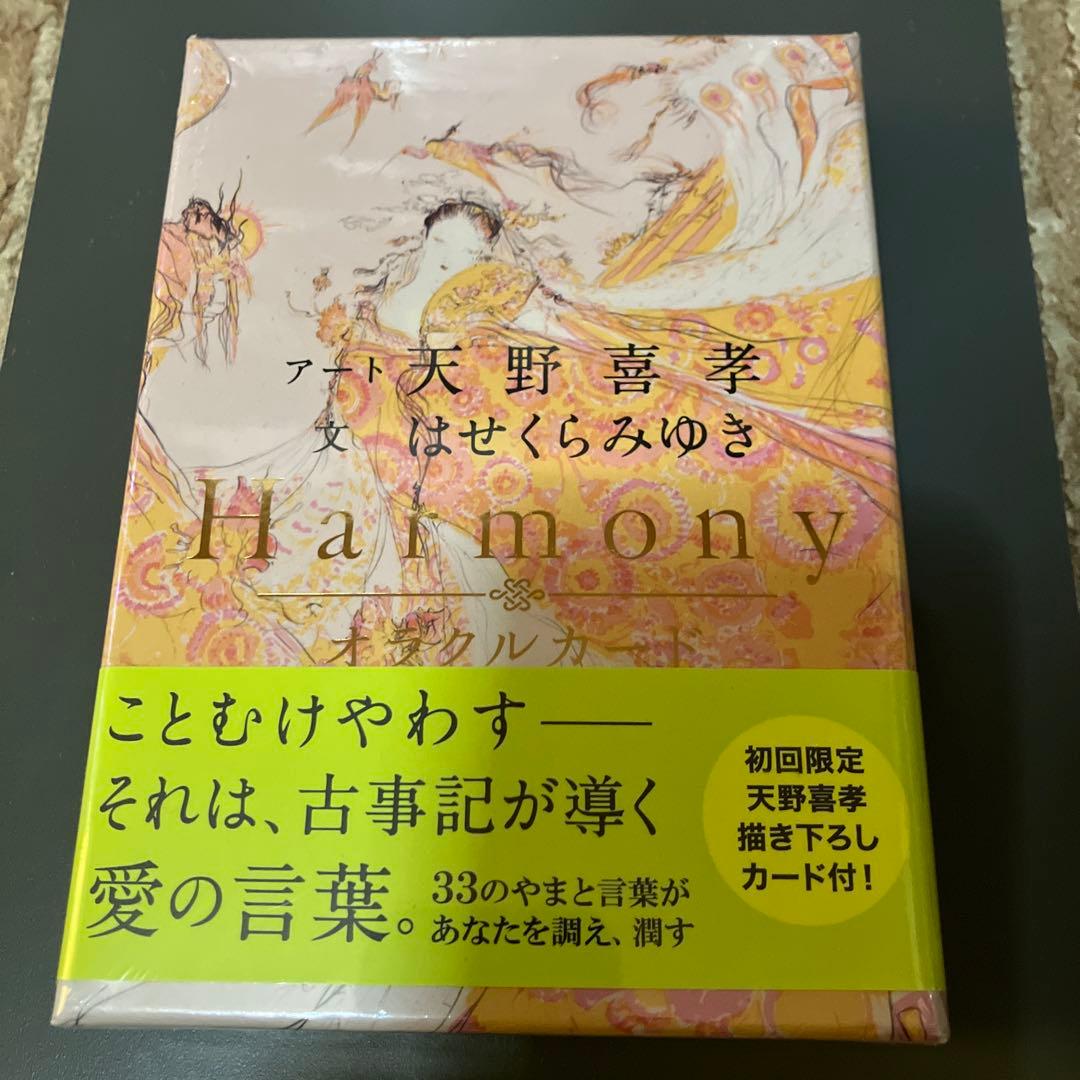 アート 天野喜孝
文 はせくらみゆき
Harmony
オラクルカード
ことむけやわす――
それは、古事記が導く
愛の言葉。
33のやまと言葉が
あなたを調え、潤す
初回限定
天野喜孝
描き下ろし
カード付!